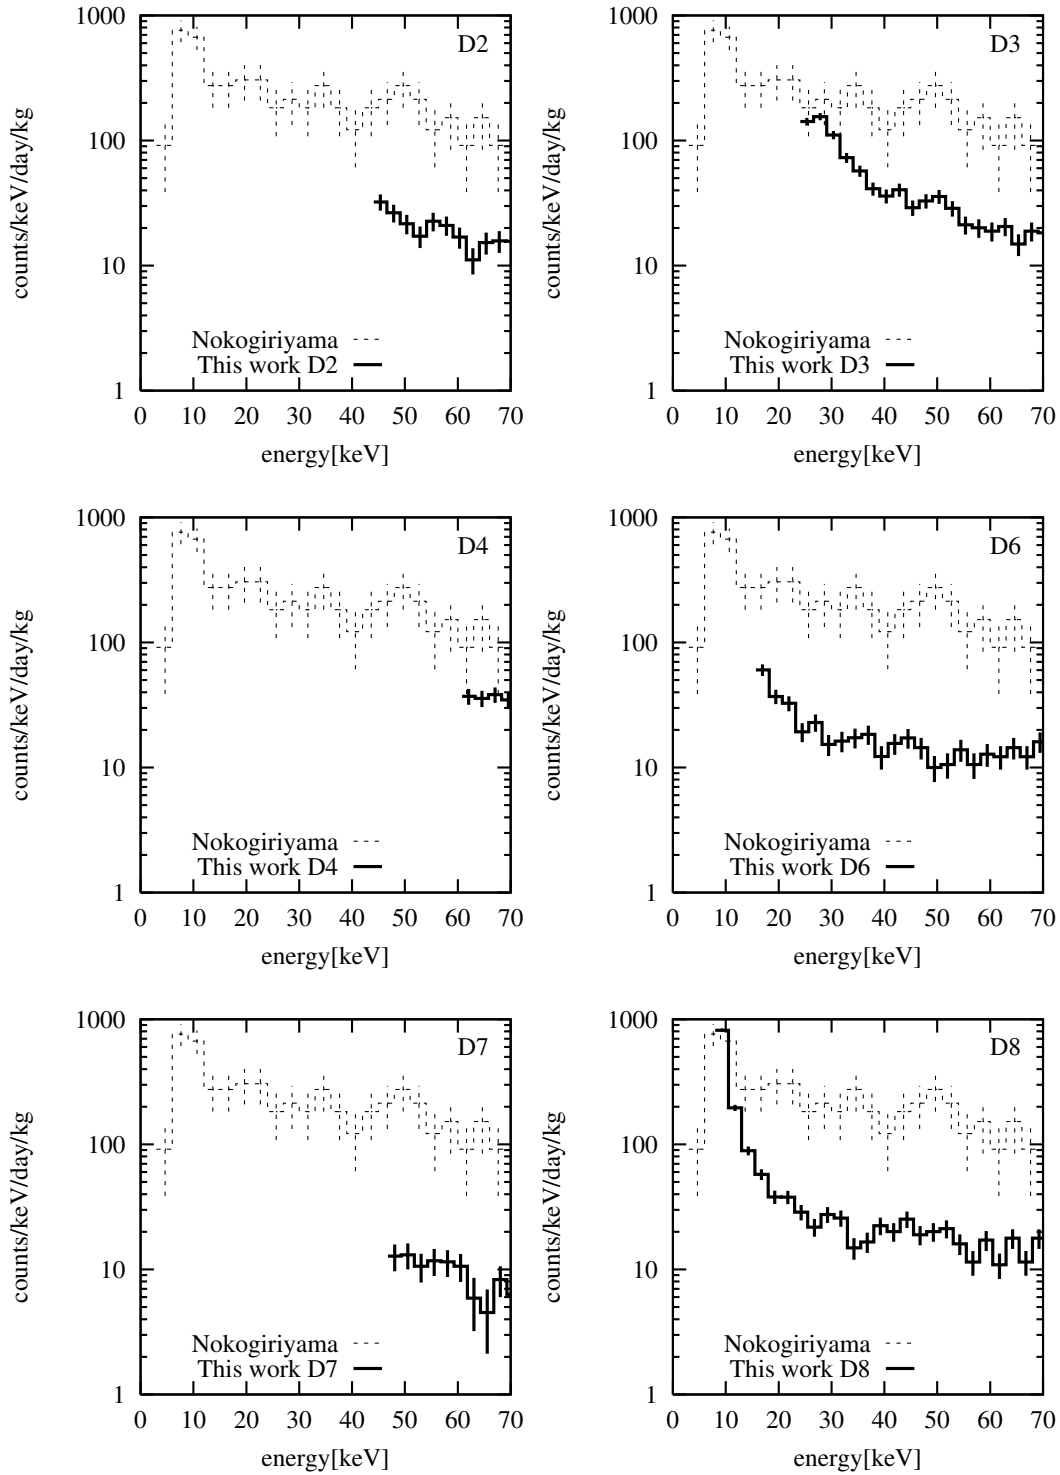 1000
100
10
1
counts/keV/day/kg
D2
Nokogiriyama
This work D2
0 10 20 30 40 50 60 70
energy[keV]
1000
100
10
1
counts/keV/day/kg
D3
Nokogiriyama
This work D3
0 10 20 30 40 50 60 70
energy[keV]
1000
100
10
1
counts/keV/day/kg
D4
Nokogiriyama
This work D4
0 10 20 30 40 50 60 70
energy[keV]
1000
100
10
1
counts/keV/day/kg
D6
Nokogiriyama
This work D6
0 10 20 30 40 50 60 70
energy[keV]
1000
100
10
1
counts/keV/day/kg
D7
Nokogiriyama
This work D7
0 10 20 30 40 50 60 70
energy[keV]
1000
100
10
1
counts/keV/day/kg
D8
Nokogiriyama
This work D8
0 10 20 30 40 50 60 70
energy[keV]